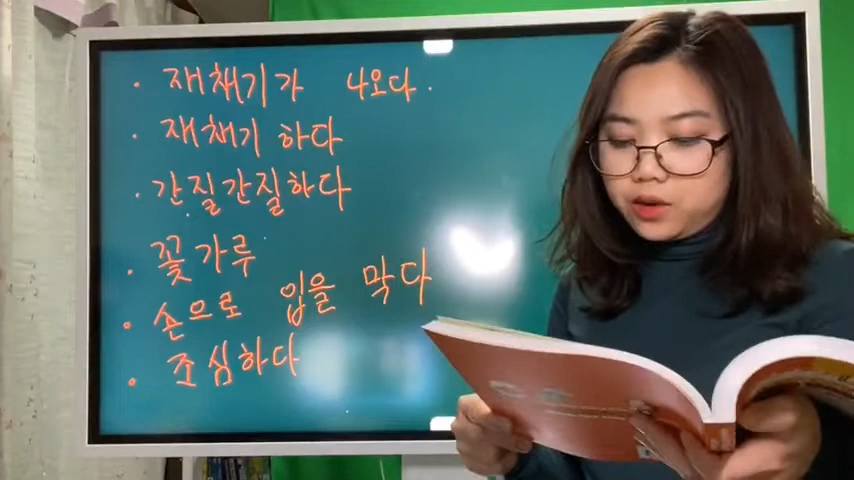 · 재채기가 나오다.
· 재채기 하다
· 간질간질하다
· 꽃가루
· 손으로 입을 막다
· 조심하다